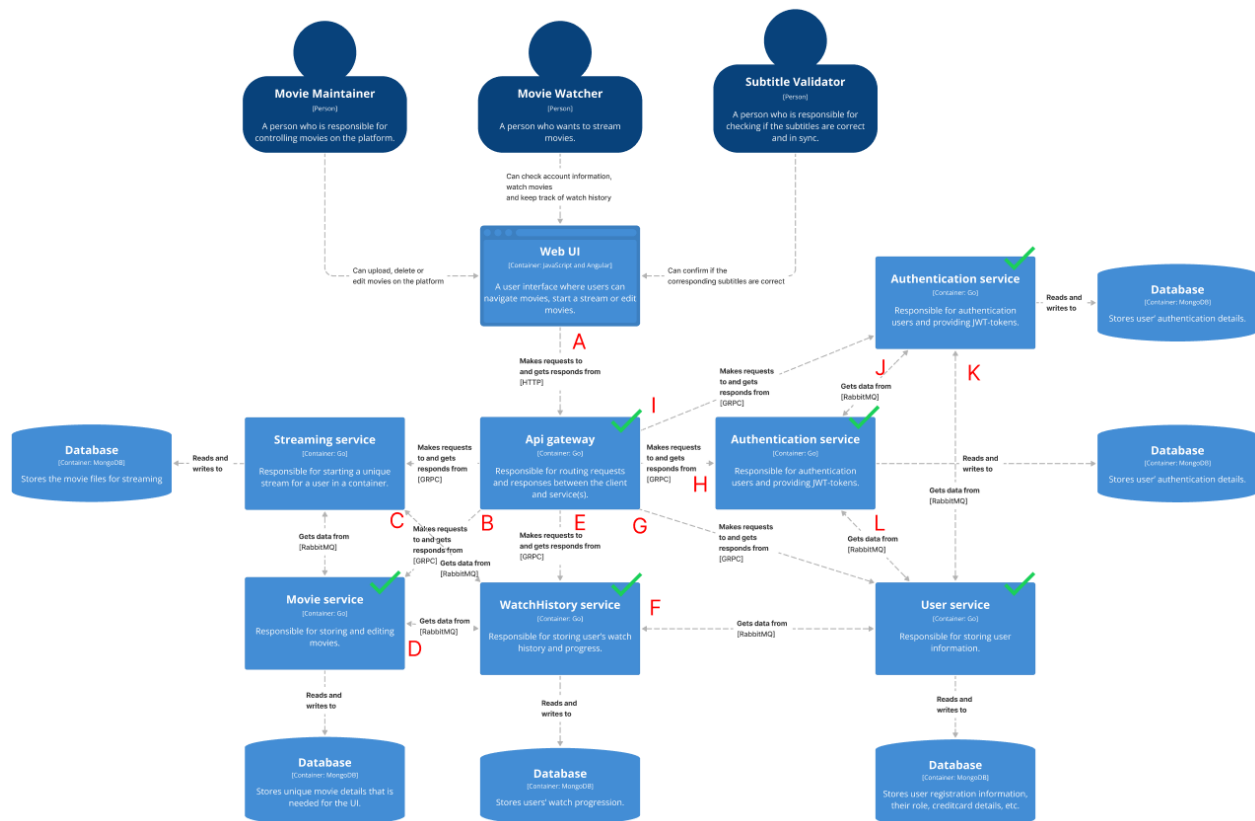 Movie Maintainer
[Person]
A person who is responsible for
controlling movies on the platform.
Movie Watcher
[Person]
A person who wants to stream
movies.
Subtitle Validator
[Person]
A person who is responsible for
checking if the subtitles are correct
and in sync.
Can check account information,
watch movies
and keep track of watch history
Can upload, delete or
edit movies on the platform
Web UI
[Container: JavaScript and Angular]
A user interface where users can
navigate movies, start a stream or edit
movies.
Can confirm if the
corresponding subtitles are correct
Authentication service
[Container: Go]
Responsible for authentication
users and providing JWT-tokens.
Reads and
writes to
Database
[Container: MongoDB]
Stores user' authentication details.
A
Makes requests to
and gets responds from
[HTTP]
Makes requests
to and gets
responds from
[GRPC]
I
J
Gets data from
[RabbitMQ]
K
Database
[Container: MongoDB]
Stores the movie files for streaming
Reads and
writes to
Streaming service
[Container: Go]
Responsible for starting a unique
stream for a user in a container.
Makes requests
to and gets
responds from
[GRPC]
Api gateway
[Container: Go]
Responsible for routing requests
and responses between the client
and service(s).
Makes requests
to and gets
responds from
[GRPC]
H
Authentication service
[Container: Go]
Responsible for authentication
users and providing JWT-tokens.
Reads and
writes to
Database
[Container: MongoDB]
Stores user' authentication details.
Gets data from
[RabbitMQ]
C
B
E
G
L
Gets data from
[RabbitMQ]
Makes requests
to and gets
responds from
[GRPC]
Gets data from
[RabbitMQ]
Makes requests to
and gets responds from
[GRPC]
Makes requests
to and gets
responds from
[GRPC]
Gets data from
[RabbitMQ]
Movie service
[Container: Go]
Responsible for storing and editing
movies.
D
Gets data from
[RabbitMQ]
WatchHistory service
[Container: Go]
Responsible for storing user's watch
history and progress.
F
Gets data from
[RabbitMQ]
User service
[Container: Go]
Responsible for storing user
information.
Reads and
writes to
Reads and
writes to
Reads and
writes to
Database
[Container: MongoDB]
Stores unique movie details that is
needed for the UI.
Database
[Container: MongoDB]
Stores users' watch progression.
Database
[Container: MongoDB]
Stores user registration information,
their role, creditcard details, etc.